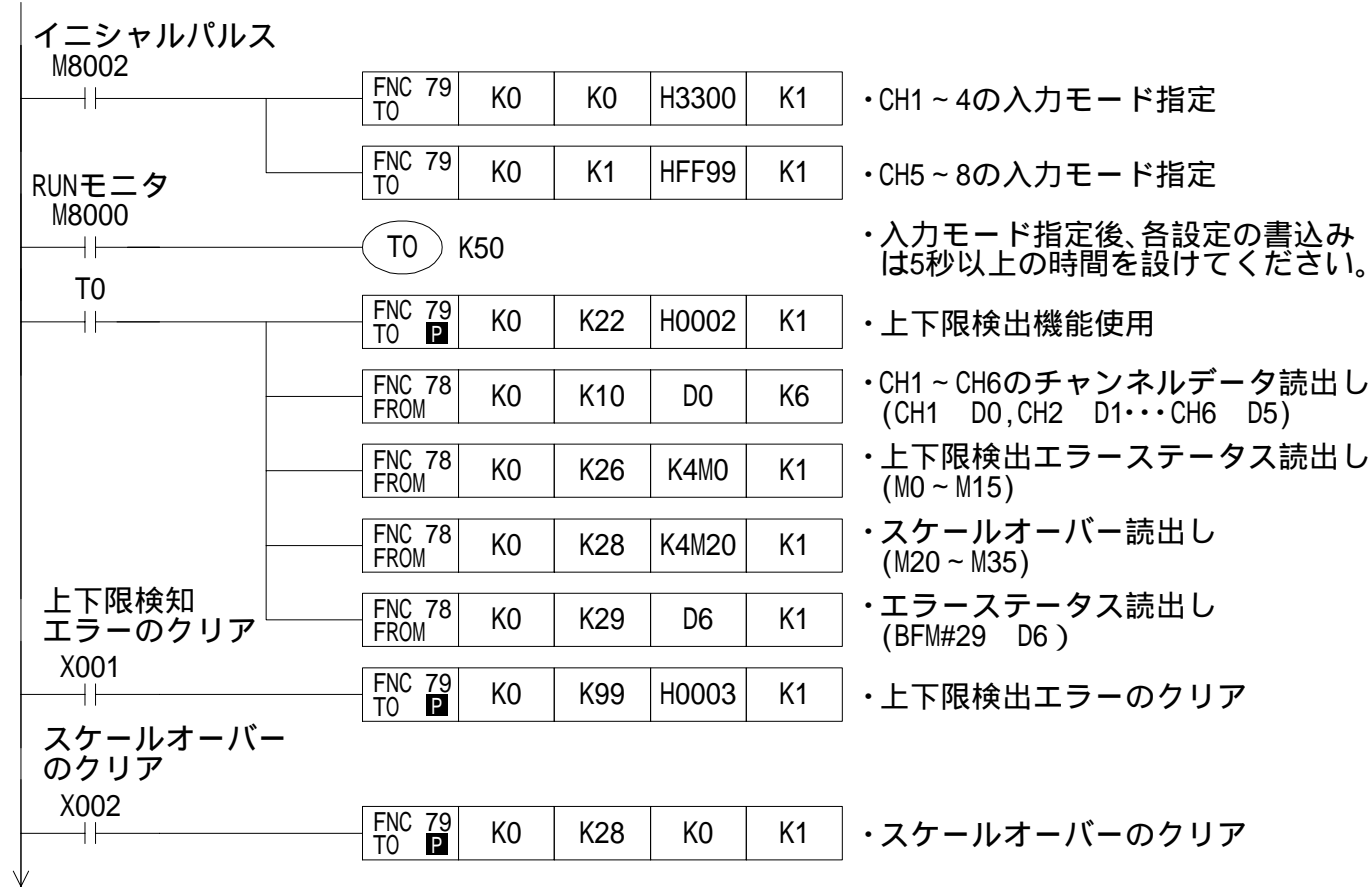 イニシャルパルス
M8002
FNC 79 TO K0 K0 H3300 K1 ・CH1~4の入力モード指定
FNC 79 TO K0 K1 HFF99 K1 ・CH5~8の入力モード指定
RUNモニタ
M8000
T0 K50 ・入力モード指定後、各設定の書込み
は5秒以上の時間を設けてください。
T0
FNC 79 TO P K0 K22 H0002 K1 ・上下限検出機能使用
FNC 78 FROM K0 K10 D0 K6 ・CH1~CH6のチャンネルデータ読出し
(CH1 D0,CH2 D1・・・CH6 D5)
FNC 78 FROM K0 K26 K4M0 K1 ・上下限検出エラーステータス読出し
(M0~M15)
FNC 78 FROM K0 K28 K4M20 K1 ・スケールオーバー読出し
(M20~M35)
FNC 78 FROM K0 K29 D6 K1 ・エラーステータス読出し
(BFM#29 D6)
上下限検知
エラーのクリア
X001
FNC 79 TO P K0 K99 H0003 K1 ・上下限検出エラーのクリア
スケールオーバー
のクリア
X002
FNC 79 TO P K0 K28 K0 K1 ・スケールオーバーのクリア